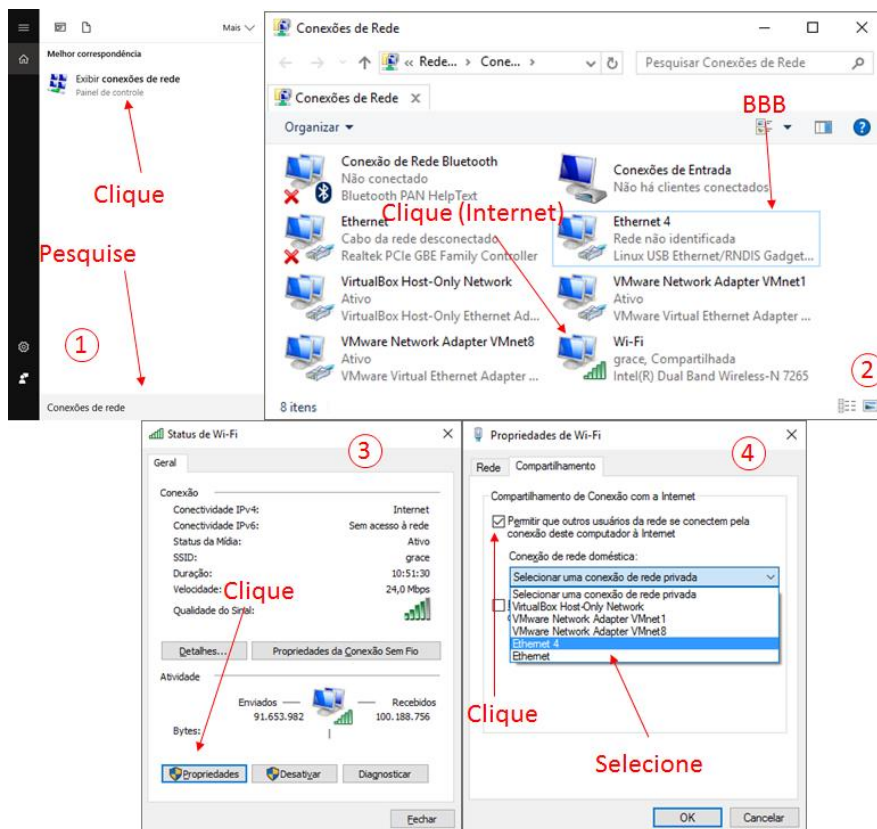 Mais
Melhor correspondência
Exibir conexões de rede
Painel de controle
Clique
Pesquise
1
Conexões de rede
Conexões de Rede
« Rede... › Cone... ›
Pesquisar Conexões de Rede
Conexões de Rede X
BBB
Organizar
Conexão de Rede Bluetooth
Não conectado
Bluetooth PAN HelpText
Conexões de Entrada
Não há clientes conectados
Clique (Internet)
Ethernet
Cabo da rede desconectado
Realtek PCIe GBE Family Controller
Ethernet 4
Rede não identificada
Linux USB Ethernet/RNDIS Gadget...
VirtualBox Host-Only Network
Ativo
VirtualBox Host-Only Ethernet Ad...
VMware Network Adapter VMnet1
Ativo
VMware Virtual Ethernet Adapter ...
VMware Network Adapter VMnet8
Ativo
VMware Virtual Ethernet Adapter ...
Wi-Fi
grace, Compartilhada
Intel(R) Dual Band Wireless-N 7265
2
8 itens
Status de Wi-Fi
3
Geral
Conexão
Conectividade IPv4: Internet
Conectividade IPv6: Sem acesso à rede
Status da Mídia: Ativo
SSID: grace
Duração: 10:51:30
Velocidade: 24,0 Mbps
Clique
Qualidade do Sinal:
Detalhes... Propriedades da Conexão Sem Fio
Atividade
Enviados — Recebidos
Bytes: 91.653.982 100.188.756
Propriedades Desativar Diagnosticar
Fechar
Propriedades de Wi-Fi
4
Rede Compartilhamento
Compartilhamento de Conexão com a Internet
Permitir que outros usuários da rede se conectem pela
conexão deste computador à Internet
Conexão de rede doméstica:
Selecionar uma conexão de rede privada
Selecionar uma conexão de rede privada
VirtualBox Host-Only Network
VMware Network Adapter VMnet1
VMware Network Adapter VMnet8
Ethernet 4
Ethernet
Clique
Selecione
OK Cancelar